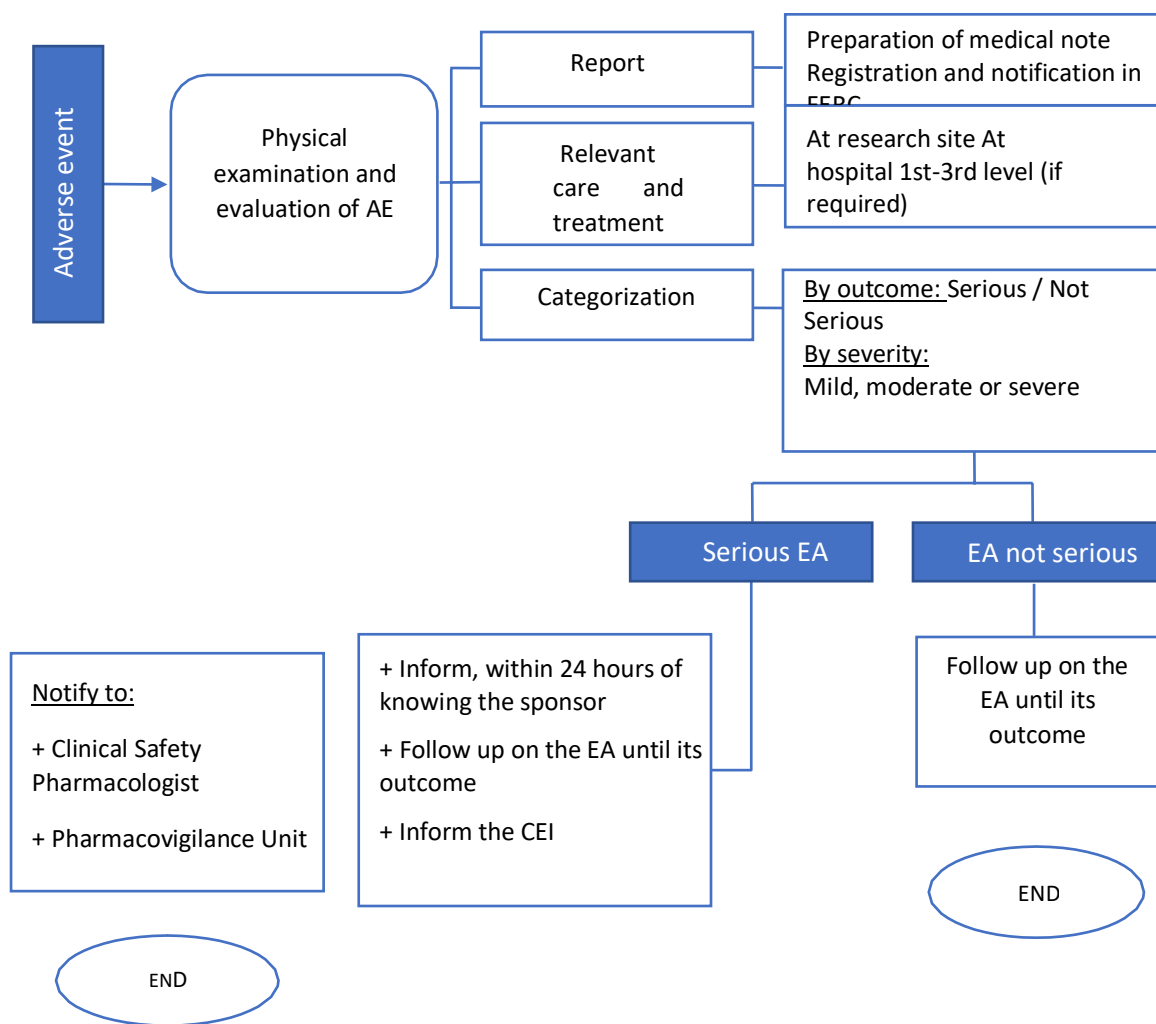 Adverse event
Physical
examination and
evaluation of AE
Report
Preparation of medical note
Registration and notification in
Relevant
care and
treatment
At research site At
hospital 1st-3rd level (if
required)
Categorization
By outcome: Serious / Not
Serious
By severity:
Mild, moderate or severe
Serious EA
EA not serious
Notify to:
+ Clinical Safety
Pharmacologist
+ Pharmacovigilance Unit
+ Inform, within 24 hours of
knowing the sponsor
+ Follow up on the EA until its
outcome
+ Inform the CEI
Follow up on the
EA until its
outcome
END
END